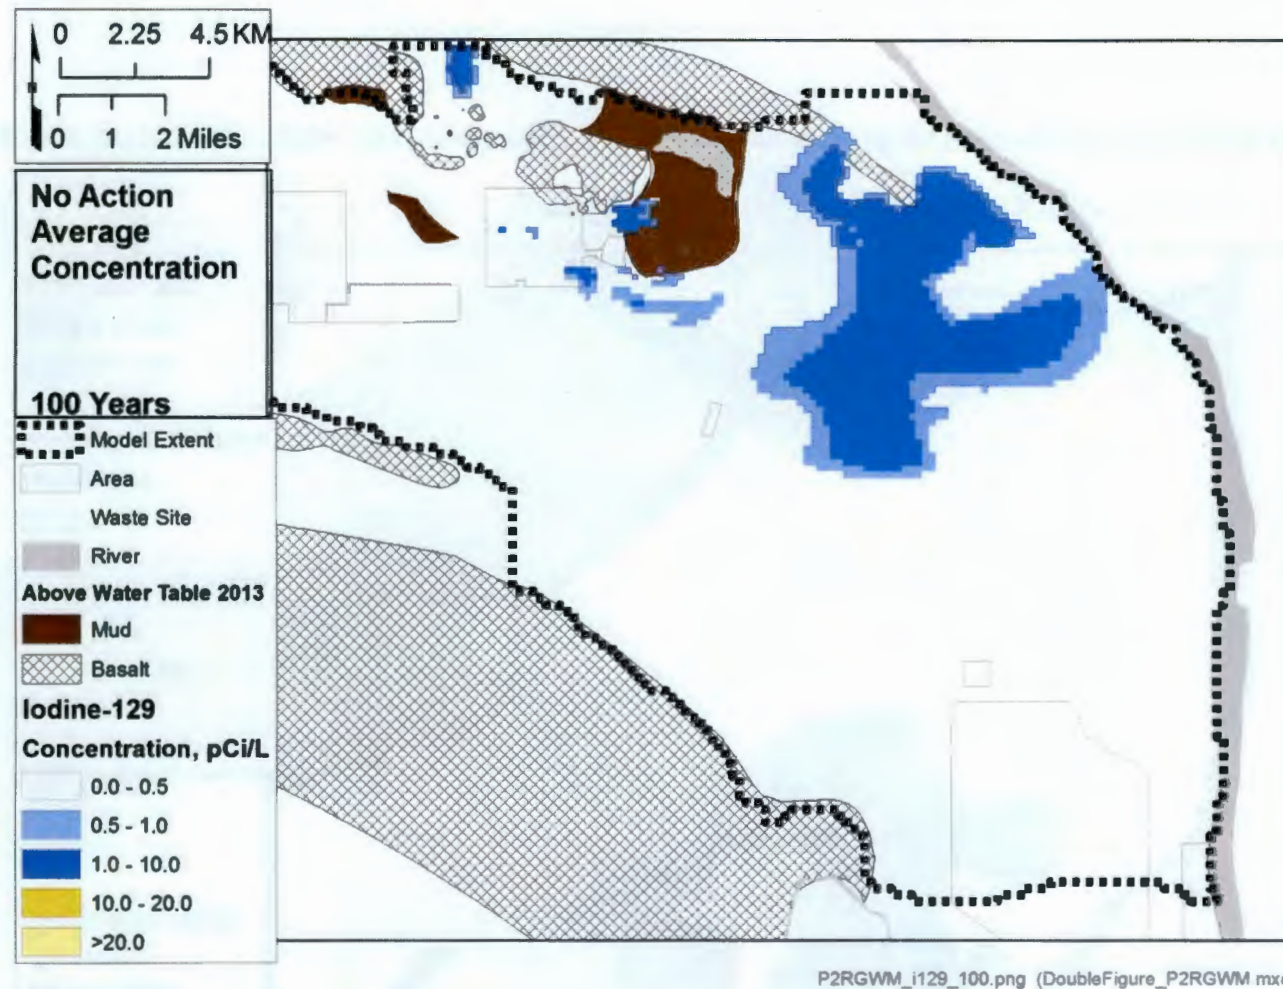 0 2.25 4.5 KM
0 1 2 Miles
No Action
Average
Concentration
100 Years
Model Extent
Area
Waste Site
River
Above Water Table 2013
Mud
Basalt
Iodine-129
Concentration, pCi/L
0.0 - 0.5
0.5 - 1.0
1.0 - 10.0
10.0 - 20.0
>20.0
P2RGWM_i129_100.png (DoubleFigure_P2RGWM